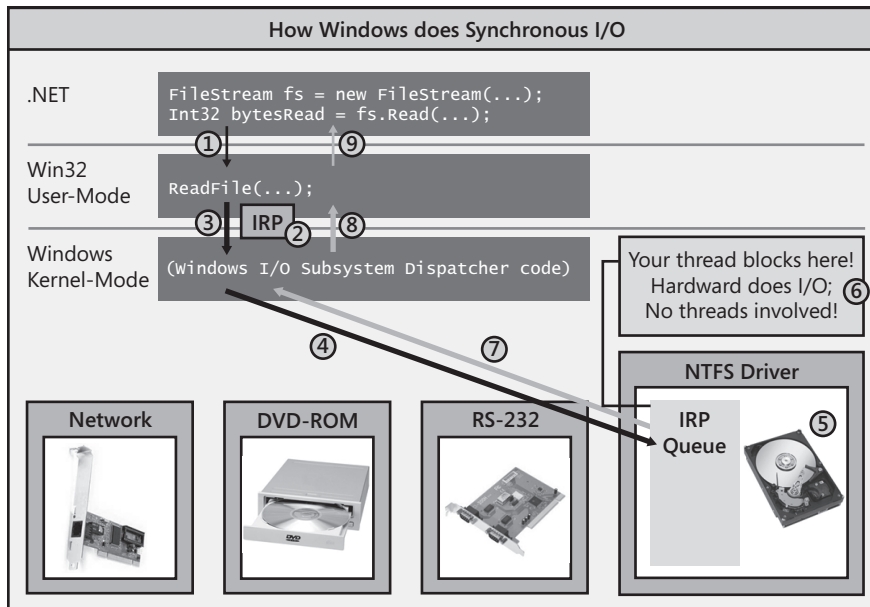 How Windows does Synchronous I/O
.NET
FileStream fs = new FileStream(...);
Int32 bytesRead = fs.Read(...);
1
9
Win32
User-Mode
ReadFile(...);
3
IRP
2
8
Windows
Kernel-Mode
(Windows I/O Subsystem Dispatcher code)
Your thread blocks here!
Hardward does I/O;
No threads involved!
6
4
7
NTFS Driver
IRP
Queue
5
Network
DVD-ROM
DVD
RS-232